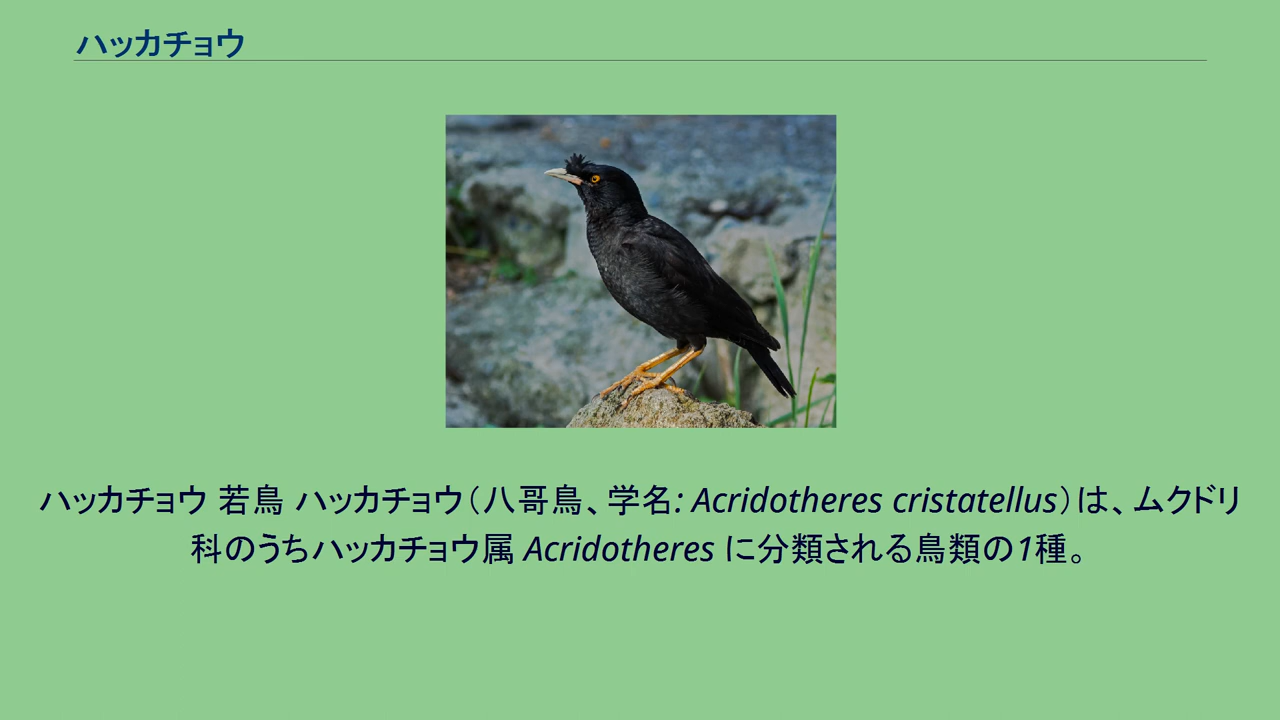 ハッカチョウ
ハッカチョウ 若鳥 ハッカチョウ（八哥鳥、学名: Acridotheres cristatellus）は、ムクドリ
科のうちハッカチョウ属 Acridotheres に分類される鳥類の1種。